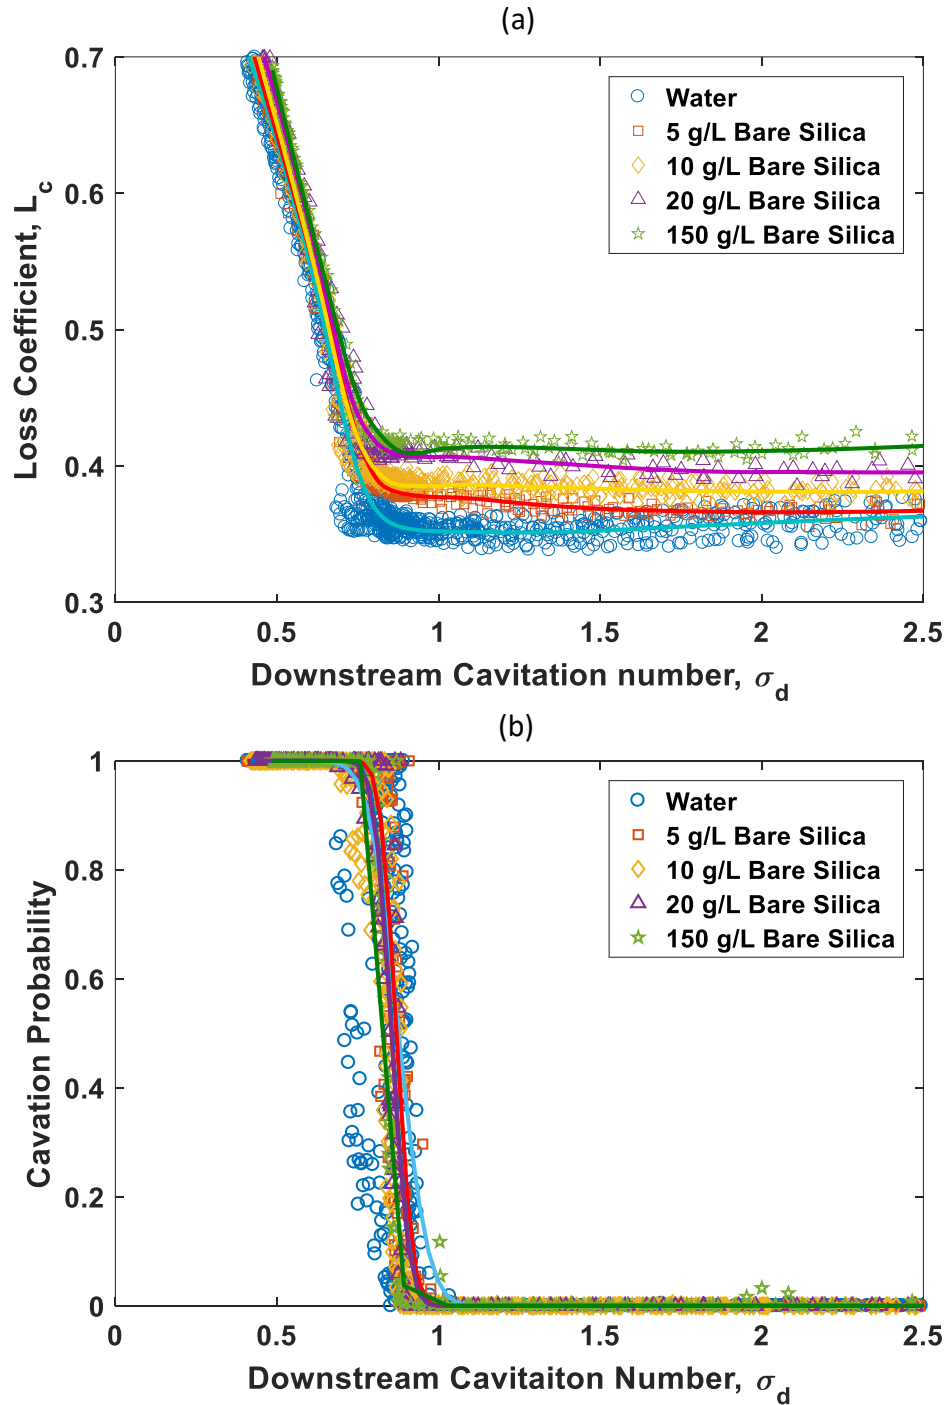 (a)
0.7
0.6
0.5
0.4
0.3
Loss Coefficient, L_c
Water
5 g/L Bare Silica
10 g/L Bare Silica
20 g/L Bare Silica
150 g/L Bare Silica
0 0.5 1 1.5 2 2.5
Downstream Cavitation number, σ_d
(b)
1
0.8
0.6
0.4
0.2
0
Cavation Probability
Water
5 g/L Bare Silica
10 g/L Bare Silica
20 g/L Bare Silica
150 g/L Bare Silica
0 0.5 1 1.5 2 2.5
Downstream Cavitaiton Number, σ_d